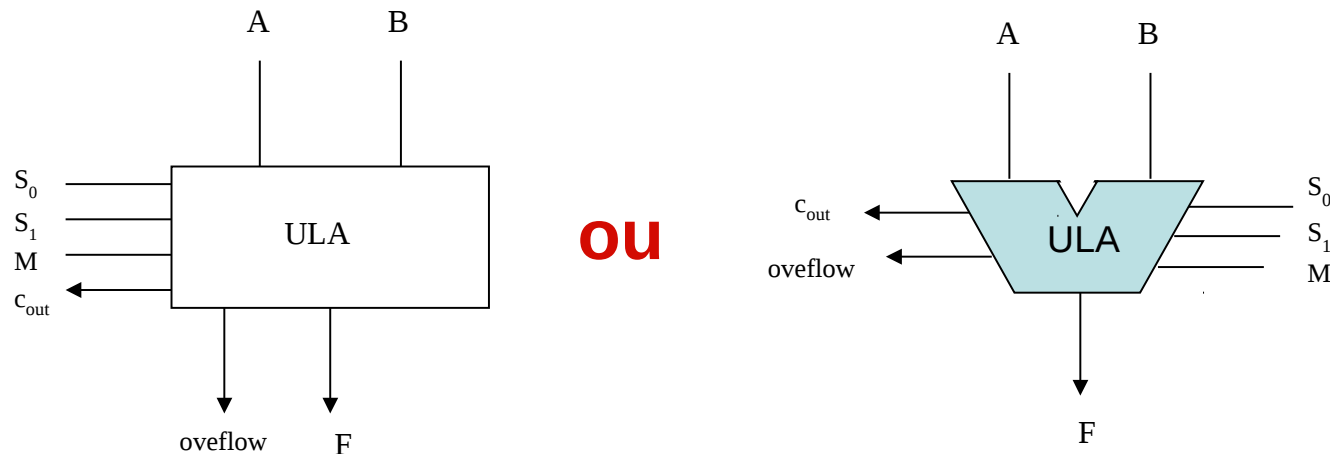 A B
S0
S1
M
cout
ULA
oveflow F
ou
A B
cout
oveflow
ULA
S0
S1
M
F